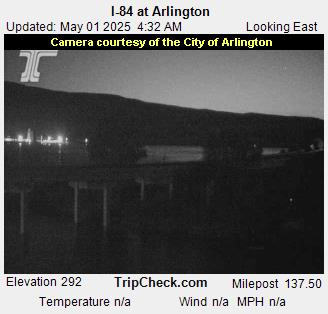 I-84 at Arlington
Updated: May 01 2025 4:32 AM Looking East
Camera courtesy of the City of Arlington
Elevation 292 TripCheck.com Milepost 137.50
Temperature n/a Wind n/a MPH n/a